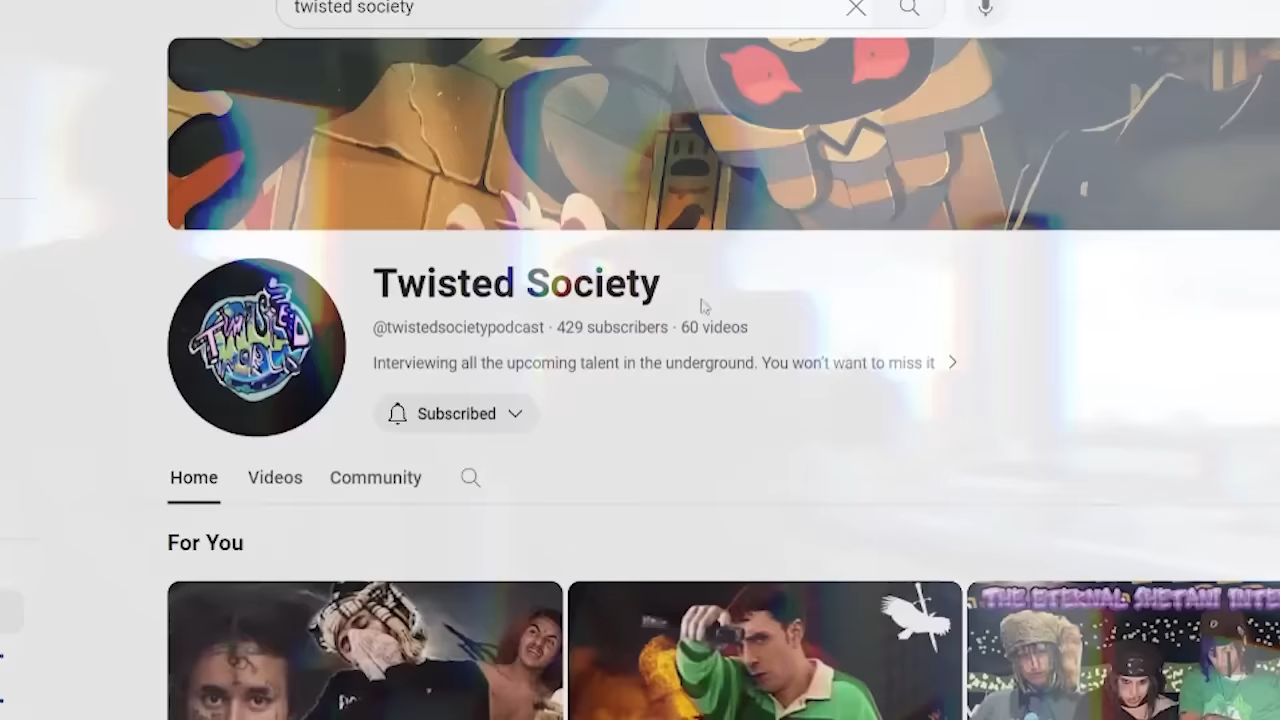 twisted society
Twisted Society
@twistedsocietypodcast · 429 subscribers · 60 videos
Interviewing all the upcoming talent in the underground. You won't want to miss it
Subscribed
Home Videos Community
For You
THE ETERNAL SHETANI INTE